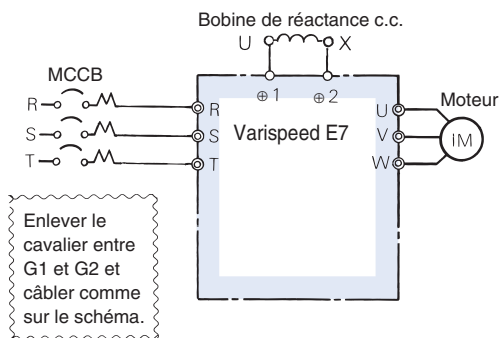 Bobine de réactance c.c.
U X
MCCB
⊕1 ⊕2
R R U Moteur
S S Varispeed E7 V IM
T T W
Enlever le
cavalier entre
G1 et G2 et
câbler comme
sur le schéma.